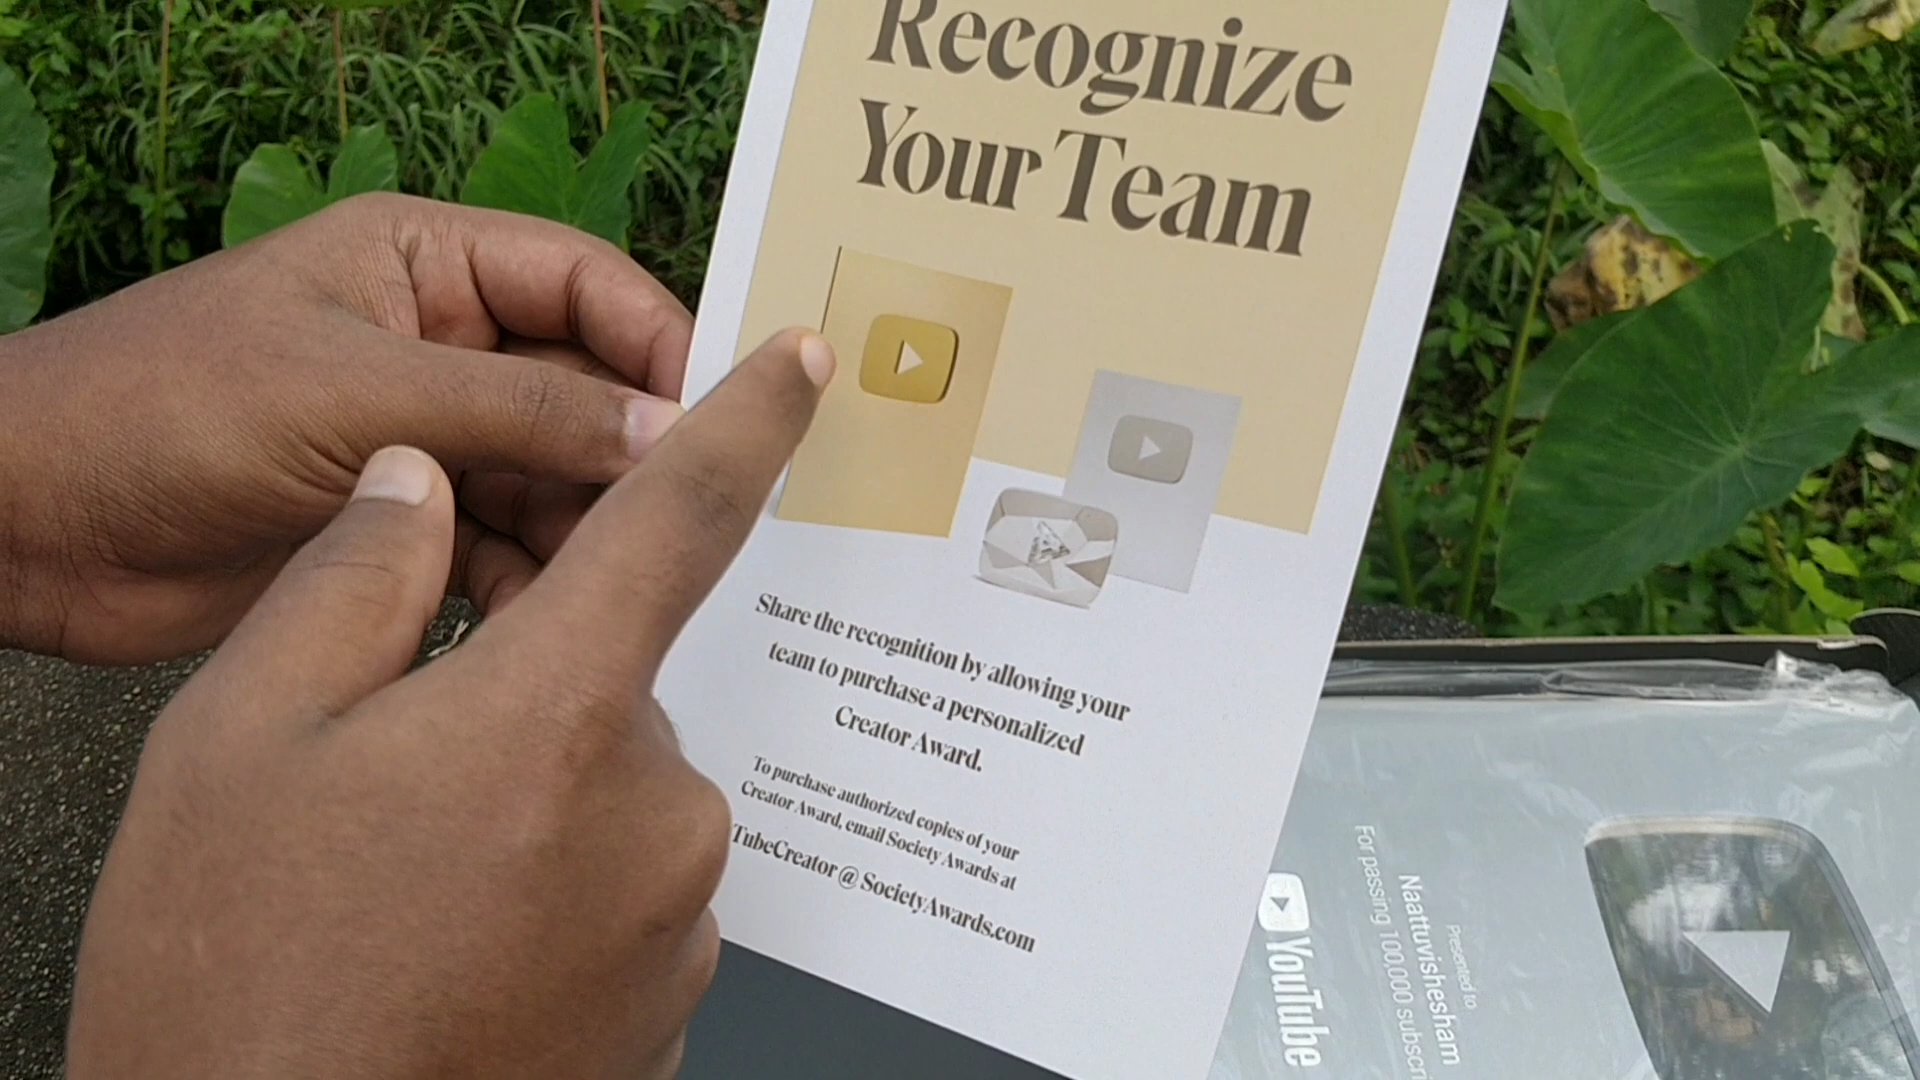 Recognize
Your Team
Share the recognition by allowing your
team to purchase a personalized
Creator Award.
To purchase authorized copies of your
Creator Award, email Society Awards at
TubeCreator @ SocietyAwards.com
Presented to
Naattuvishesham
For passing 100,000 subscri
YouTube